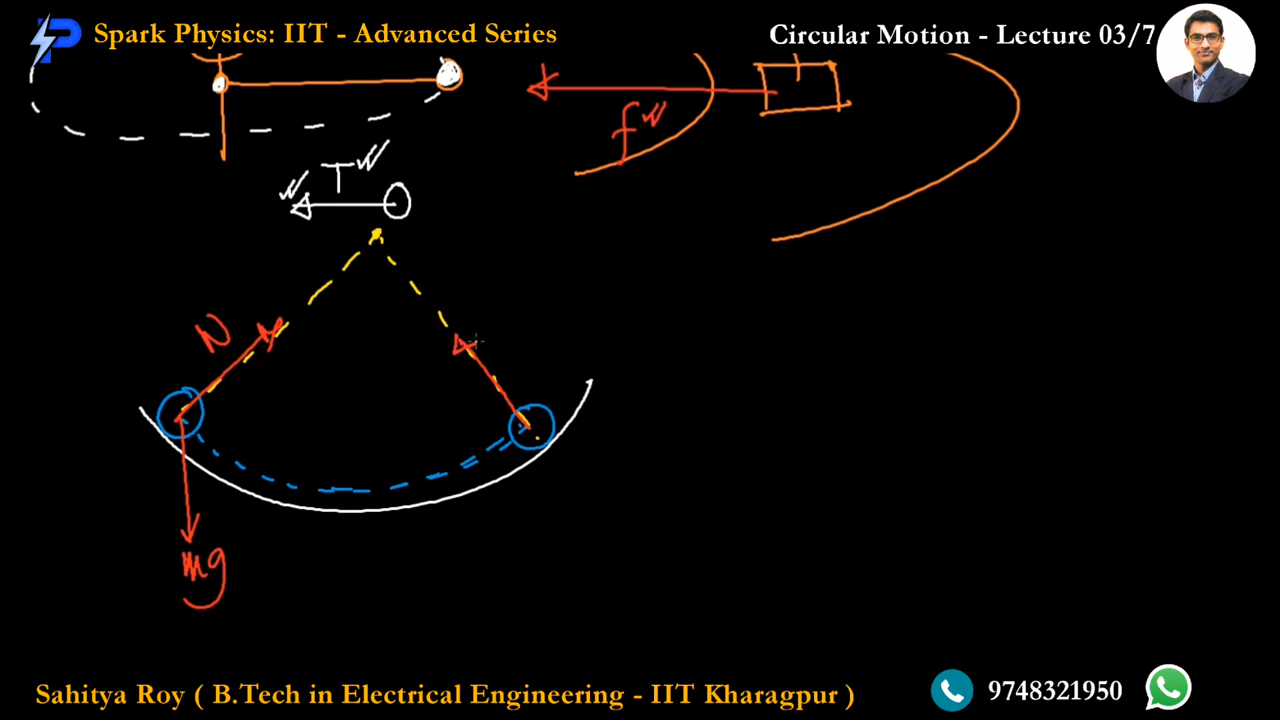 Spark Physics: IIT - Advanced Series
Circular Motion - Lecture 03/7
f
T
N
mg
Sahitya Roy ( B.Tech in Electrical Engineering - IIT Kharagpur )
9748321950